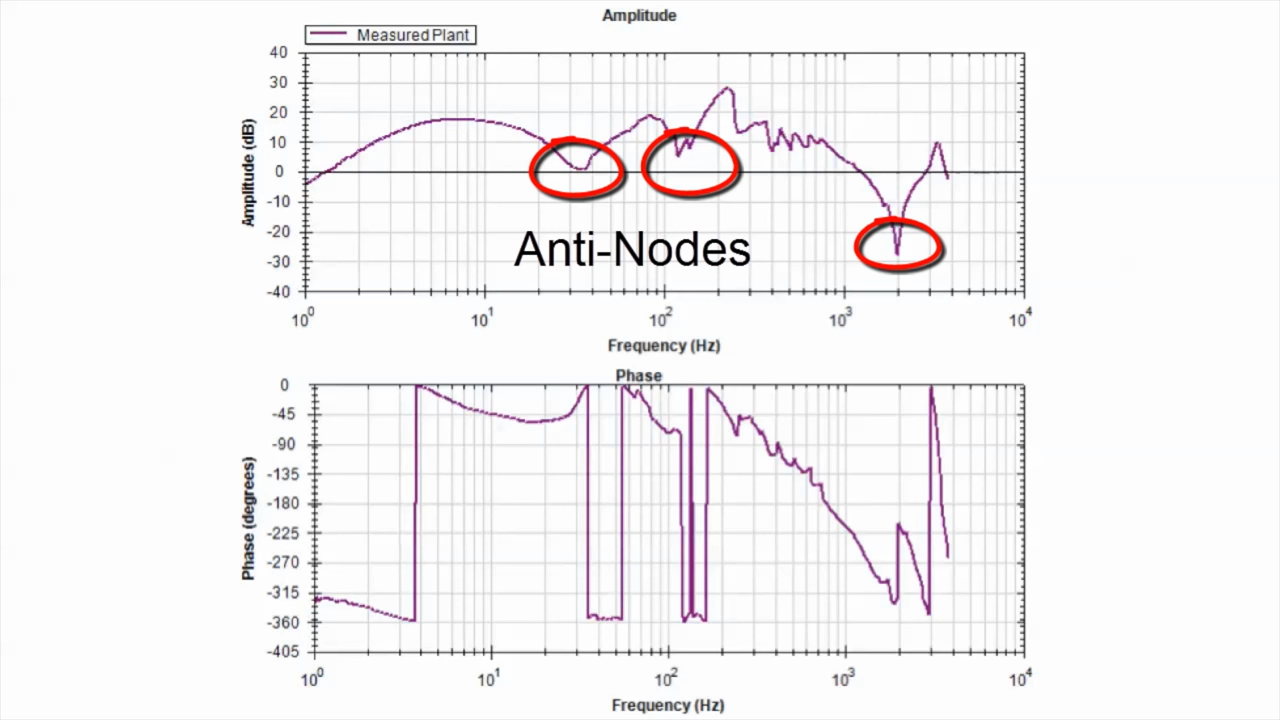 Amplitude
Measured Plant
40
30
20
10
0
-10
-20
-30
-40
Amplitude (dB)
Anti-Nodes
10⁰ 10¹ 10² 10³ 10⁴
Frequency (Hz)
Phase
0
-45
-90
-135
-180
-225
-270
-315
-360
-405
Phase (degrees)
10⁰ 10¹ 10² 10³ 10⁴
Frequency (Hz)